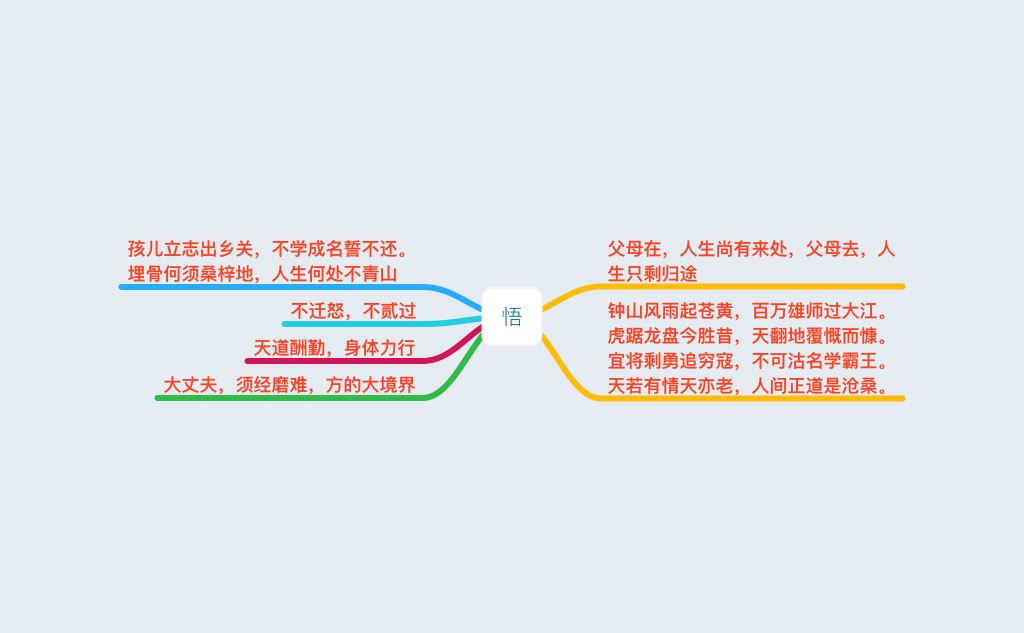 孩儿立志出乡关，不学成名誓不还。
埋骨何须桑梓地，人生何处不青山
不迁怒，不贰过
天道酬勤，身体力行
大丈夫，须经磨难，方的大境界
悟
父母在，人生尚有来处，父母去，人
生只剩归途
钟山风雨起苍黄，百万雄师过大江。
虎踞龙盘今胜昔，天翻地覆慨而慷。
宜将剩勇追穷寇，不可沽名学霸王。
天若有情天亦老，人间正道是沧桑。